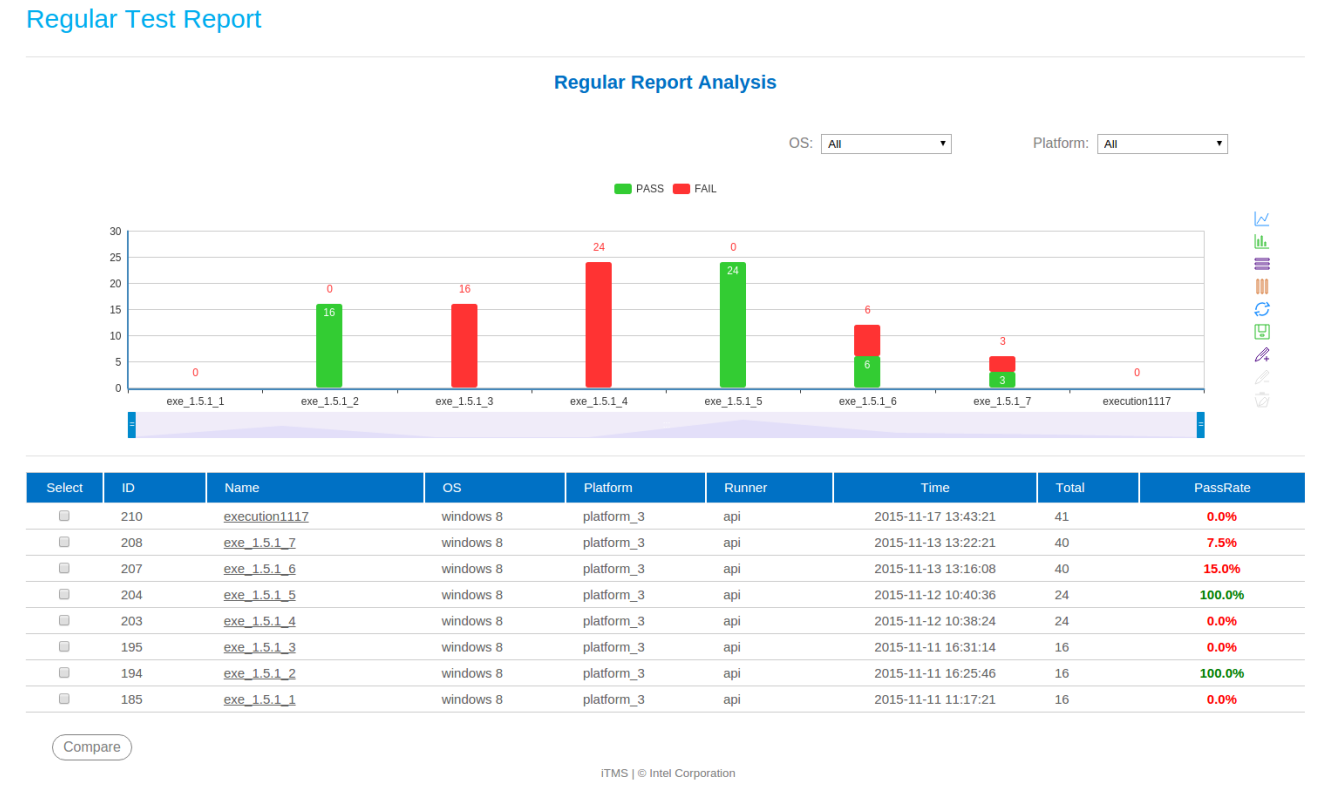 Regular Test Report
Regular Report Analysis
OS: All Platform: All
PASS FAIL
30
25
20
15
10
5
0
0 0 16 24 0 6 3 0
16 24 6 3
exe_1.5.1_1 exe_1.5.1_2 exe_1.5.1_3 exe_1.5.1_4 exe_1.5.1_5 exe_1.5.1_6 exe_1.5.1_7 execution1117
Select ID Name OS Platform Runner Time Total PassRate
210 execution1117 windows 8 platform_3 api 2015-11-17 13:43:21 41 0.0%
208 exe_1.5.1_7 windows 8 platform_3 api 2015-11-13 13:22:21 40 7.5%
207 exe_1.5.1_6 windows 8 platform_3 api 2015-11-13 13:16:08 40 15.0%
204 exe_1.5.1_5 windows 8 platform_3 api 2015-11-12 10:40:36 24 100.0%
203 exe_1.5.1_4 windows 8 platform_3 api 2015-11-12 10:38:24 24 0.0%
195 exe_1.5.1_3 windows 8 platform_3 api 2015-11-11 16:31:14 16 0.0%
194 exe_1.5.1_2 windows 8 platform_3 api 2015-11-11 16:25:46 16 100.0%
185 exe_1.5.1_1 windows 8 platform_3 api 2015-11-11 11:17:21 16 0.0%
Compare
iTMS | © Intel Corporation